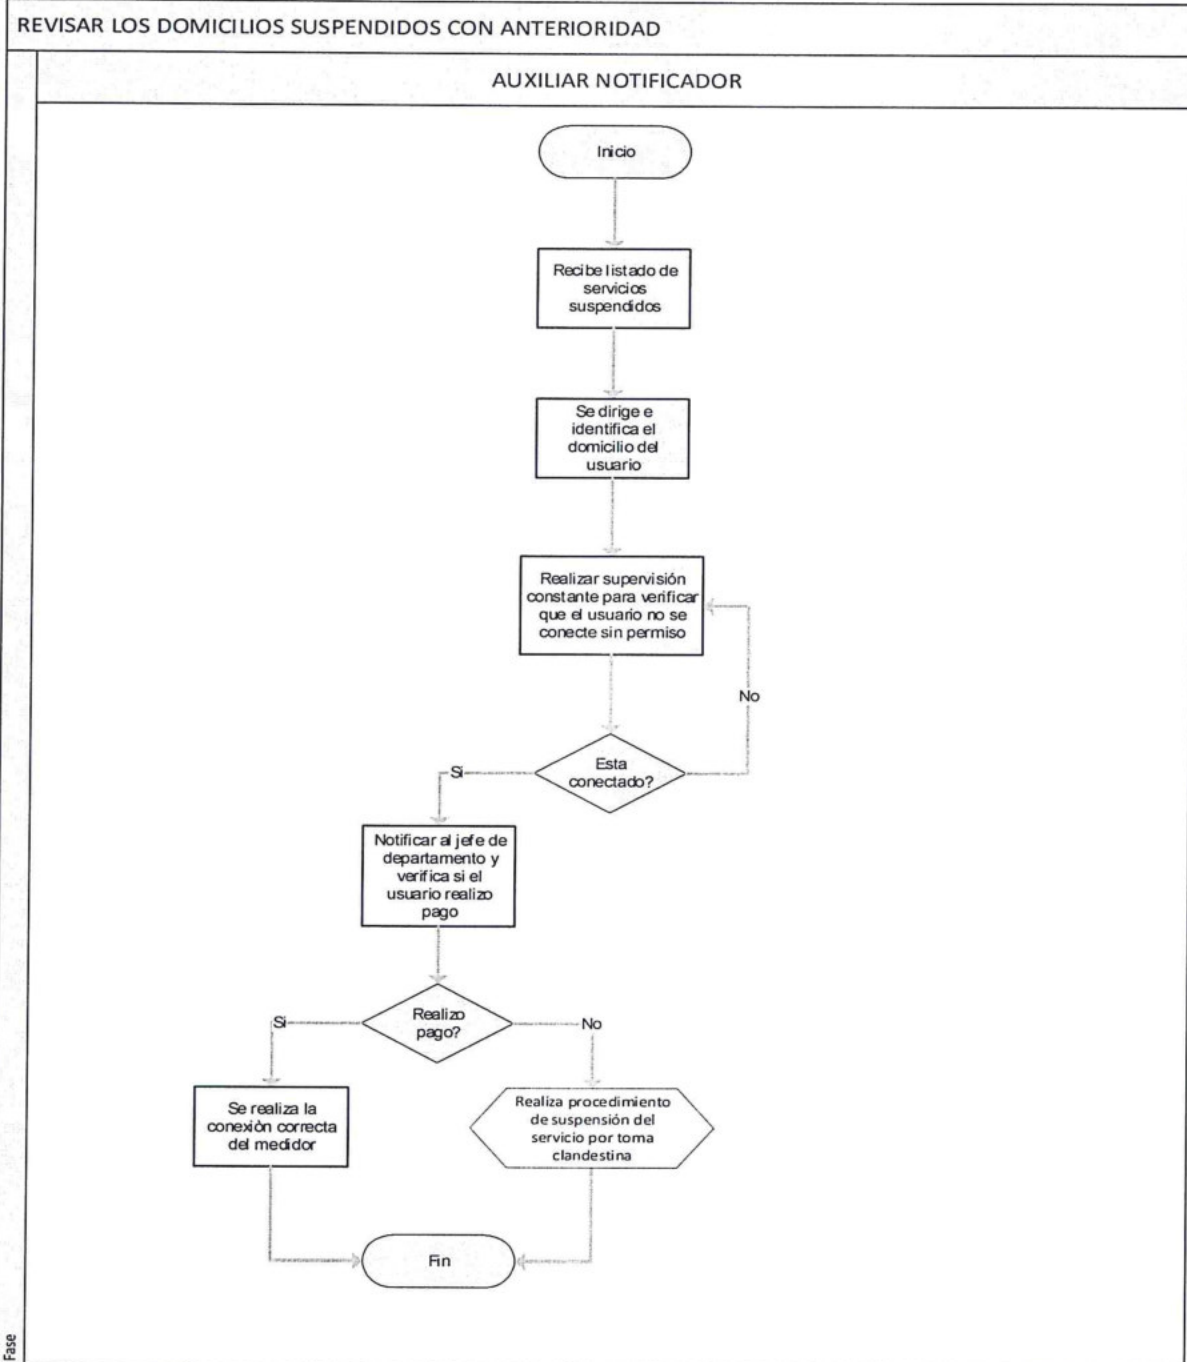 REVISAR LOS DOMICILIOS SUSPENDIDOS CON ANTERIORIDAD
AUXILIAR NOTIFICADOR
Inicio
Recibe listado de
servicios
suspendidos
Se dirige e
identifica el
domicilio del
usuario
Realizar supervisión
constante para verificar
que el usuario no se
conecte sin permiso
No
Esta
conectado?
Si
Notificar al jefe de
departamento y
verifica si el
usuario realizo
pago
Realizo
pago?
Si
No
Se realiza la
conexiòn correcta
del medidor
Realiza procedimiento
de suspensión del
servicio por toma
clandestina
Fin
Fase